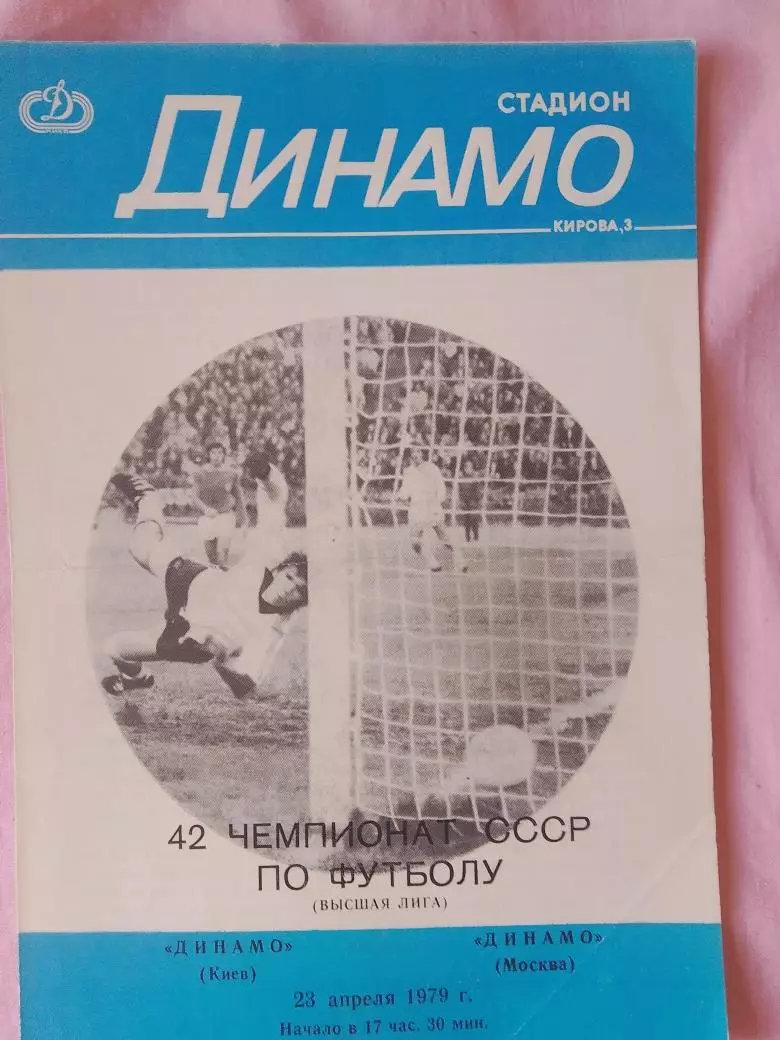 СТАДИОН
ДИНАМО
КИРОВА,3
42 ЧЕМПИОНАТ СССР
ПО ФУТБОЛУ
(ВЫСШАЯ ЛИГА)
«ДИНАМО» «ДИНАМО»
(Киев) (Москва)
23 апреля 1979 г.
Начало в 17 час. 30 мин.